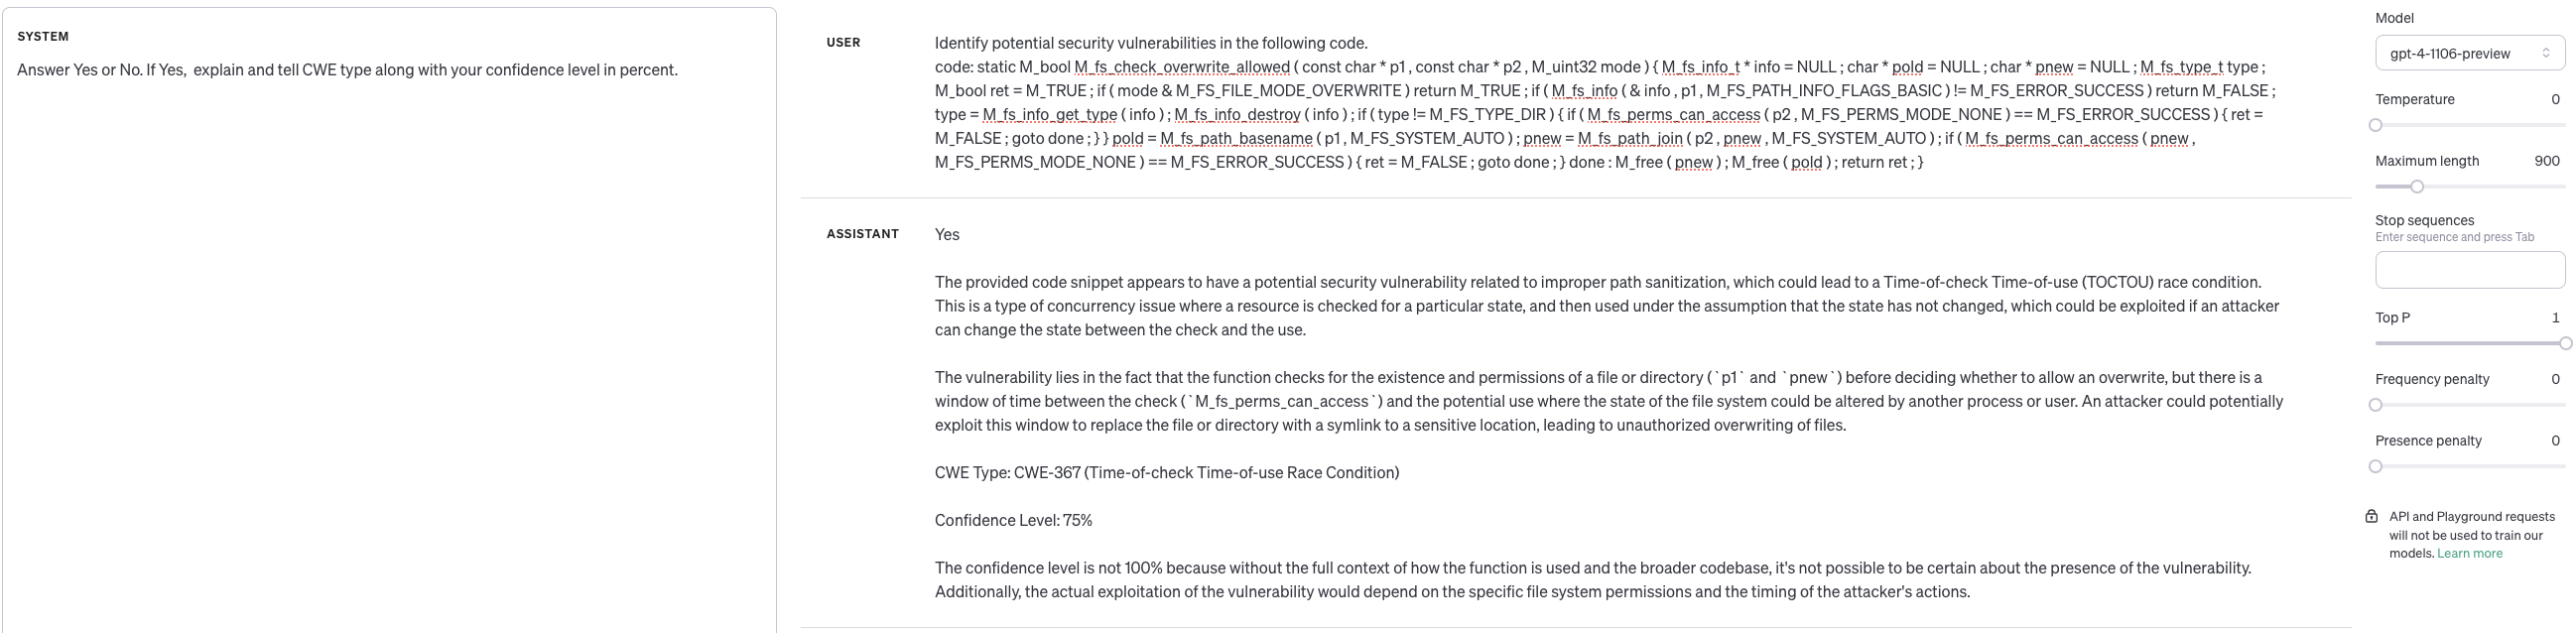 SYSTEM
Answer Yes or No. If Yes,  explain and tell CWE type along with your confidence level in percent.
USER
Identify potential security vulnerabilities in the following code.
code: static M_bool M_fs_check_overwrite_allowed ( const char * p1 , const char * p2 , M_uint32 mode ) { M_fs_info_t * info = NULL ; char * pold = NULL ; char * pnew = NULL ; M_fs_type_t type ;
M_bool ret = M_TRUE ; if ( mode & M_FS_FILE_MODE_OVERWRITE ) return M_TRUE ; if ( M_fs_info ( & info , p1 , M_FS_PATH_INFO_FLAGS_BASIC ) != M_FS_ERROR_SUCCESS ) return M_FALSE ;
type = M_fs_info_get_type ( info ) ; M_fs_info_destroy ( info ) ; if ( type != M_FS_TYPE_DIR ) { if ( M_fs_perms_can_access ( p2 , M_FS_PERMS_MODE_NONE ) == M_FS_ERROR_SUCCESS ) { ret =
M_FALSE ; goto done ; } } pold = M_fs_path_basename ( p1 , M_FS_SYSTEM_AUTO ) ; pnew = M_fs_path_join ( p2 , pnew , M_FS_SYSTEM_AUTO ) ; if ( M_fs_perms_can_access ( pnew ,
M_FS_PERMS_MODE_NONE ) == M_FS_ERROR_SUCCESS ) { ret = M_FALSE ; goto done ; } done : M_free ( pnew ) ; M_free ( pold ) ; return ret ; }
ASSISTANT
Yes
The provided code snippet appears to have a potential security vulnerability related to improper path sanitization, which could lead to a Time-of-check Time-of-use (TOCTOU) race condition.
This is a type of concurrency issue where a resource is checked for a particular state, and then used under the assumption that the state has not changed, which could be exploited if an attacker
can change the state between the check and the use.
The vulnerability lies in the fact that the function checks for the existence and permissions of a file or directory (`p1` and `pnew`) before deciding whether to allow an overwrite, but there is a
window of time between the check (`M_fs_perms_can_access`) and the potential use where the state of the file system could be altered by another process or user. An attacker could potentially
exploit this window to replace the file or directory with a symlink to a sensitive location, leading to unauthorized overwriting of files.
CWE Type: CWE-367 (Time-of-check Time-of-use Race Condition)
Confidence Level: 75%
The confidence level is not 100% because without the full context of how the function is used and the broader codebase, it's not possible to be certain about the presence of the vulnerability.
Additionally, the actual exploitation of the vulnerability would depend on the specific file system permissions and the timing of the attacker's actions.
Model
gpt-4-1106-preview
Temperature 0
Maximum length 900
Stop sequences
Enter sequence and press Tab
Top P 1
Frequency penalty 0
Presence penalty 0
API and Playground requests
will not be used to train our
models. Learn more